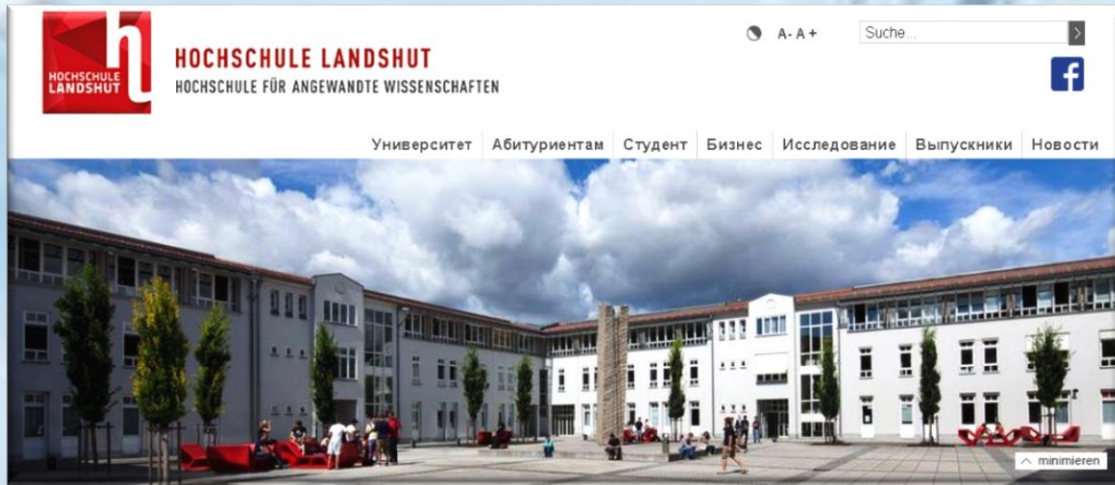 HOCHSCHULE
LANDSHUT
HOCHSCHULE LANDSHUT
HOCHSCHULE FÜR ANGEWANDTE WISSENSCHAFTEN
A- A +
Suche...
Университет Абитуриентам Студент Бизнес Исследование Выпускники Новости
minimieren